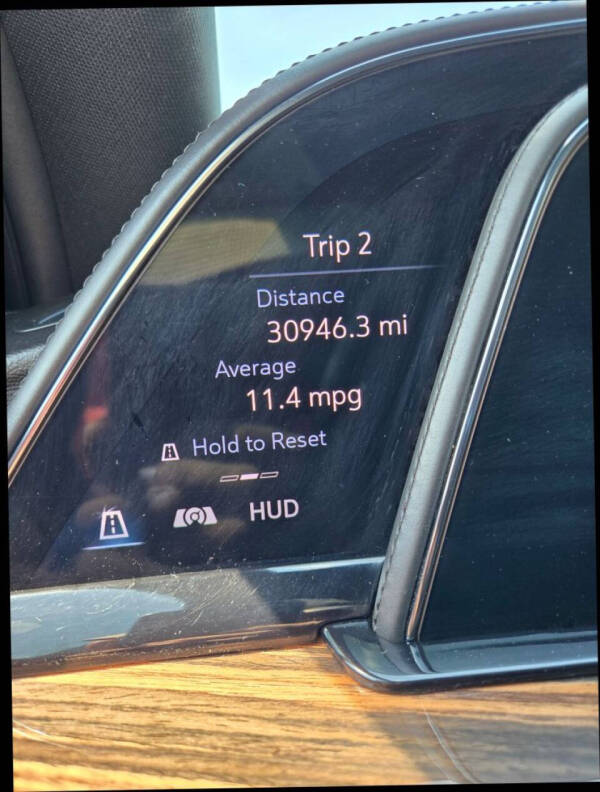 Trip 2
Distance
30946.3 mi
Average
11.4 mpg
Hold to Reset
HUD